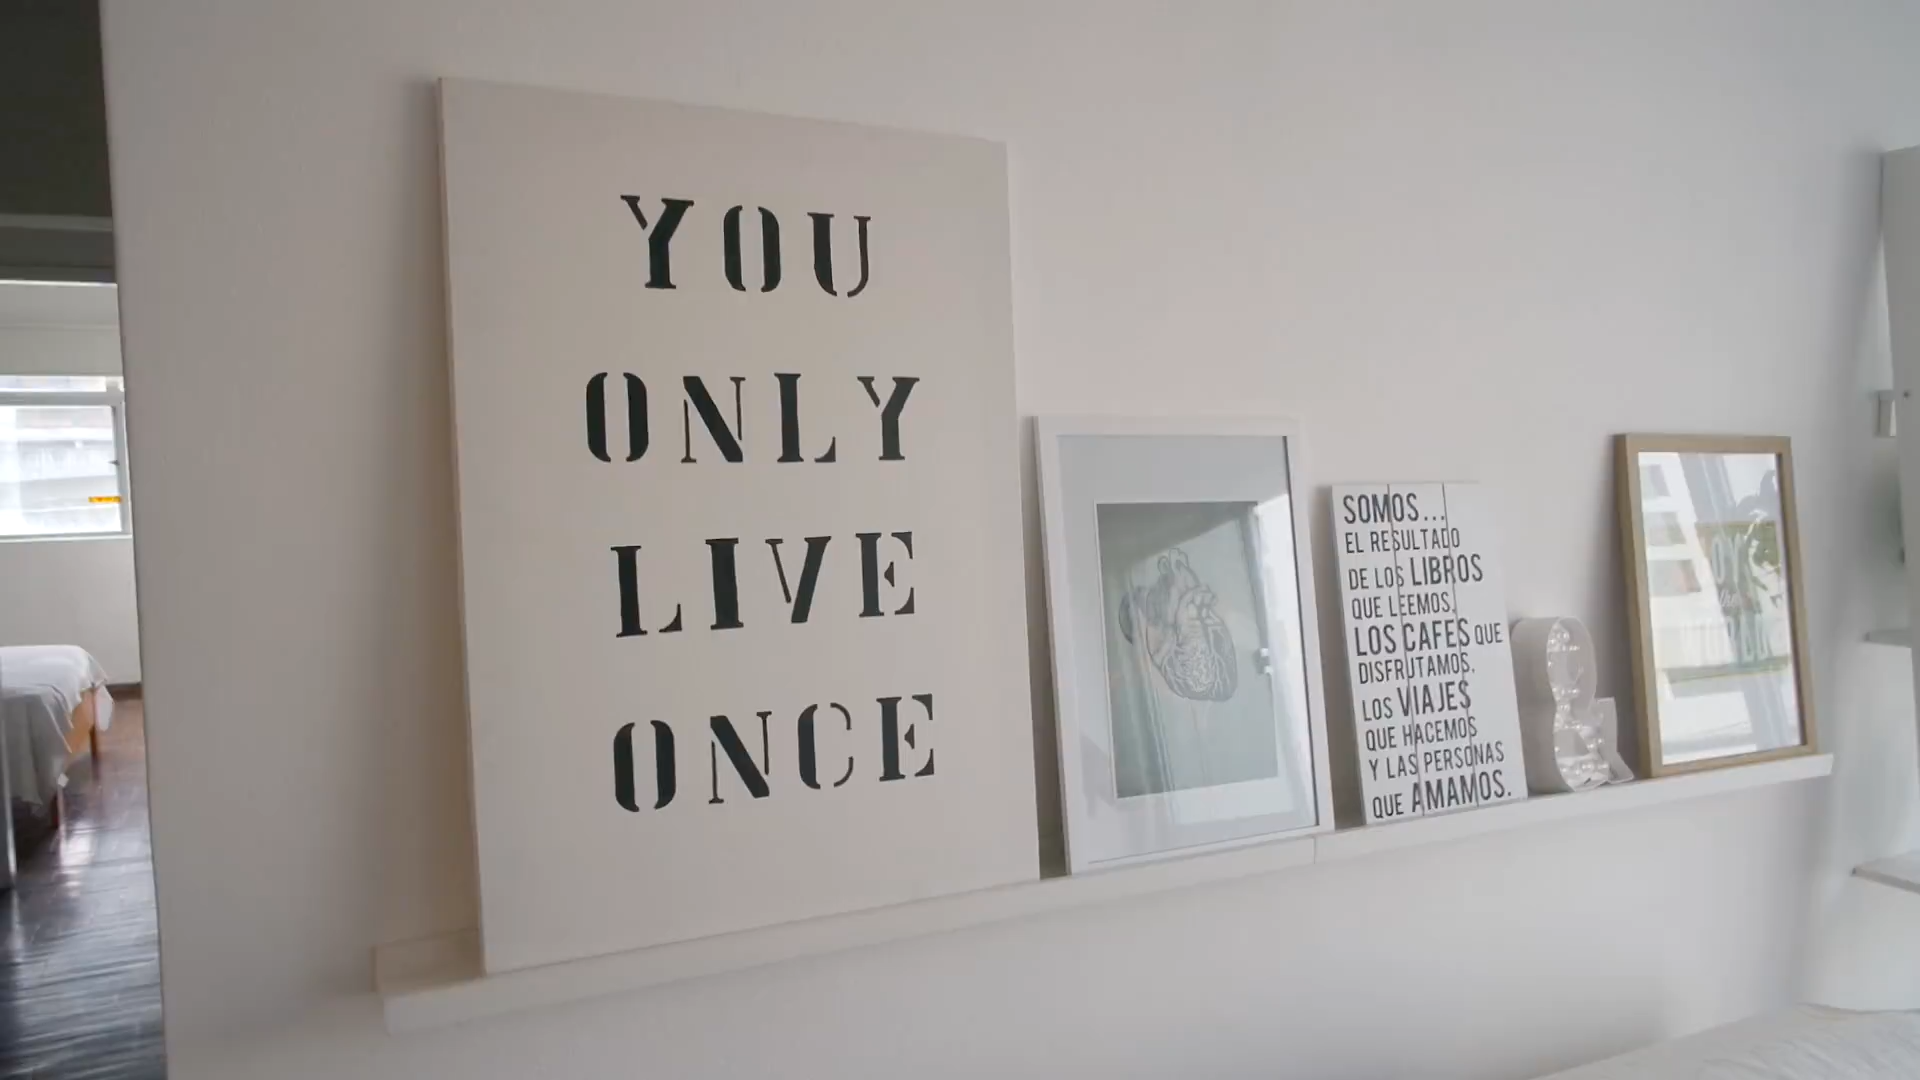 YOU
ONLY
LIVE
ONCE
SOMOS...
EL RESULTADO
DE LOS LIBROS
QUE LEEMOS,
LOS CAFES QUE
DISFRUTAMOS,
LOS VIAJES
QUE HACEMOS
Y LAS PERSONAS
QUE AMAMOS.
&